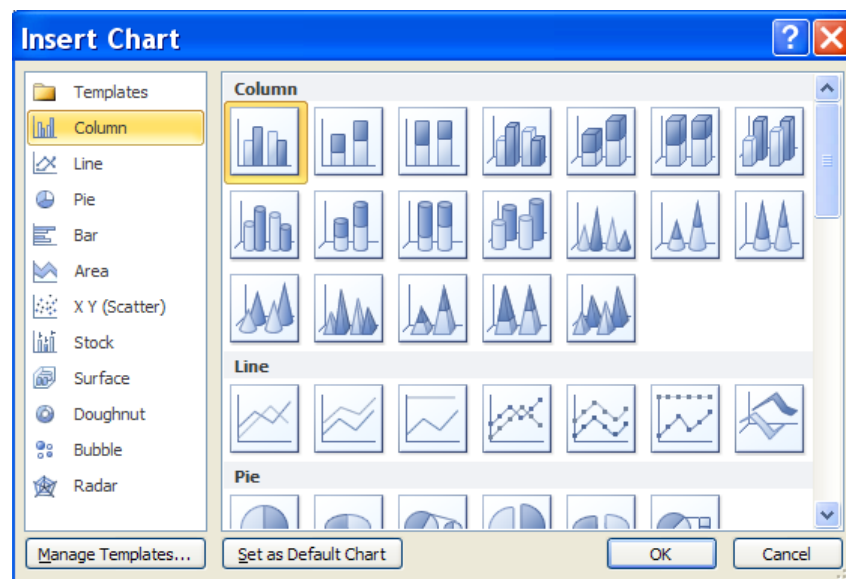 Insert Chart
Templates
Column
Line
Pie
Bar
Area
X Y (Scatter)
Stock
Surface
Doughnut
Bubble
Radar
Column
Line
Pie
Manage Templates...
Set as Default Chart
OK
Cancel